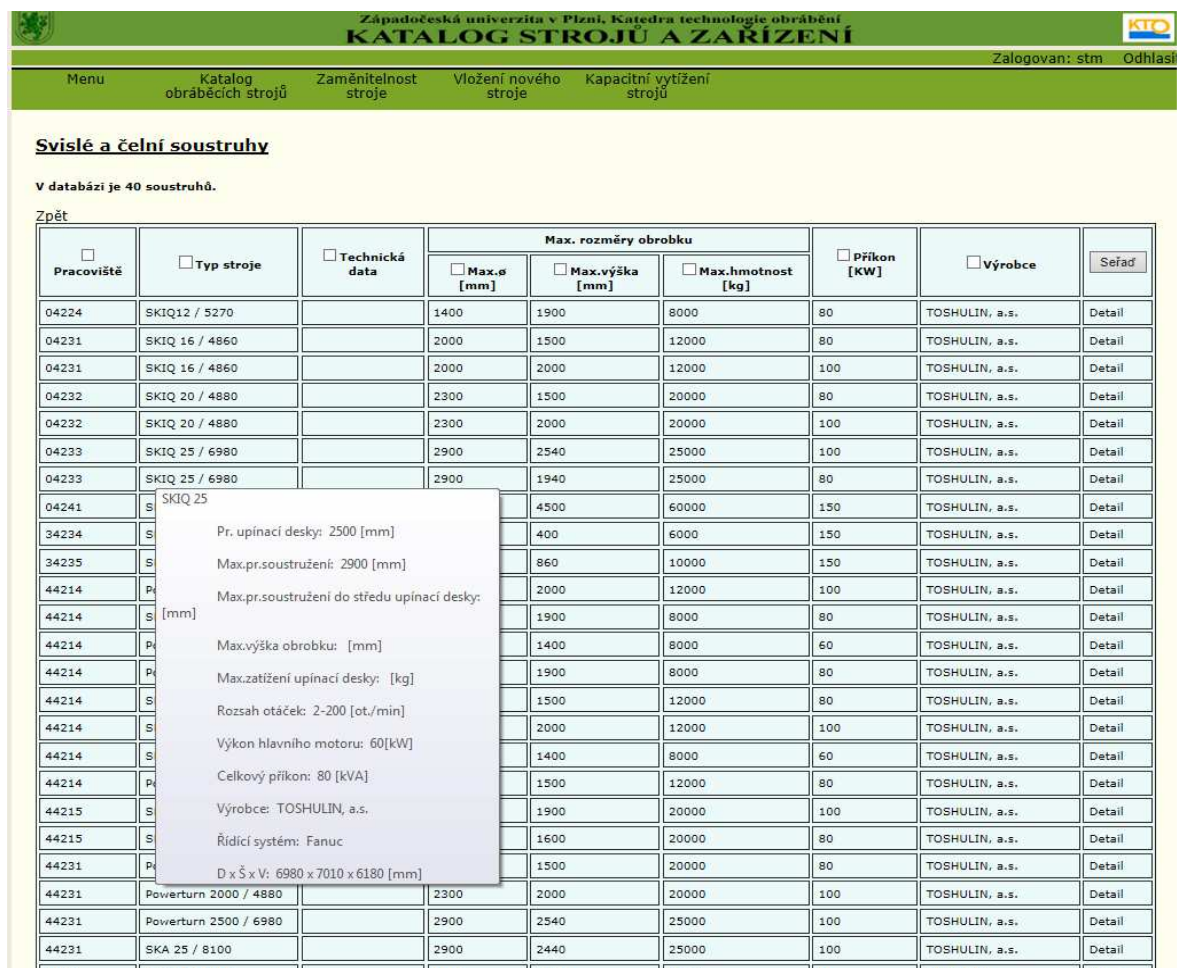 Západočeská univerzita v Plzni, Katedra technologie obrábění
KATALOG STROJŮ A ZAŘÍZENÍ
KTO
Zalogovan: stm Odhlasit
Menu Katalog obráběcích strojů Zaměnitelnost stroje Vložení nového stroje Kapacitní vytížení strojů
Svislé a čelní soustruhy
V databázi je 40 soustruhů.
Zpět
Pracoviště Typ stroje Technická data Max. rozměry obrobku Příkon [KW] Výrobce Seřaď
Max.ø [mm] Max.výška [mm] Max.hmotnost [kg]
04224 SKIQ12 / 5270 1400 1900 8000 80 TOSHULIN, a.s. Detail
04231 SKIQ 16 / 4860 2000 1500 12000 80 TOSHULIN, a.s. Detail
04231 SKIQ 16 / 4860 2000 2000 12000 100 TOSHULIN, a.s. Detail
04232 SKIQ 20 / 4880 2300 1500 20000 80 TOSHULIN, a.s. Detail
04232 SKIQ 20 / 4880 2300 2000 20000 100 TOSHULIN, a.s. Detail
04233 SKIQ 25 / 6980 2900 2540 25000 100 TOSHULIN, a.s. Detail
04233 SKIQ 25 / 6980 2900 1940 25000 80 TOSHULIN, a.s. Detail
04241 4500 60000 150 TOSHULIN, a.s. Detail
34234 400 6000 150 TOSHULIN, a.s. Detail
34235 860 10000 150 TOSHULIN, a.s. Detail
44214 2000 12000 100 TOSHULIN, a.s. Detail
44214 1900 8000 80 TOSHULIN, a.s. Detail
44214 1400 8000 60 TOSHULIN, a.s. Detail
44214 1900 8000 80 TOSHULIN, a.s. Detail
44214 1500 12000 80 TOSHULIN, a.s. Detail
44214 2000 12000 100 TOSHULIN, a.s. Detail
44214 1400 8000 60 TOSHULIN, a.s. Detail
44214 1500 12000 80 TOSHULIN, a.s. Detail
44215 1900 20000 100 TOSHULIN, a.s. Detail
44215 1600 20000 80 TOSHULIN, a.s. Detail
44231 1500 20000 80 TOSHULIN, a.s. Detail
44231 Powerturn 2000 / 4880 2300 2000 20000 100 TOSHULIN, a.s. Detail
44231 Powerturn 2500 / 6980 2900 2540 25000 100 TOSHULIN, a.s. Detail
44231 SKA 25 / 8100 2900 2440 25000 100 TOSHULIN, a.s. Detail
SKIQ 25
Pr. upínací desky: 2500 [mm]
Max.pr.soustružení: 2900 [mm]
Max.pr.soustružení do středu upínací desky:
[mm]
Max.výška obrobku: [mm]
Max.zatížení upínací desky: [kg]
Rozsah otáček: 2-200 [ot./min]
Výkon hlavního motoru: 60[kW]
Celkový příkon: 80 [kVA]
Výrobce: TOSHULIN, a.s.
Řídící systém: Fanuc
D x Š x V: 6980 x 7010 x 6180 [mm]